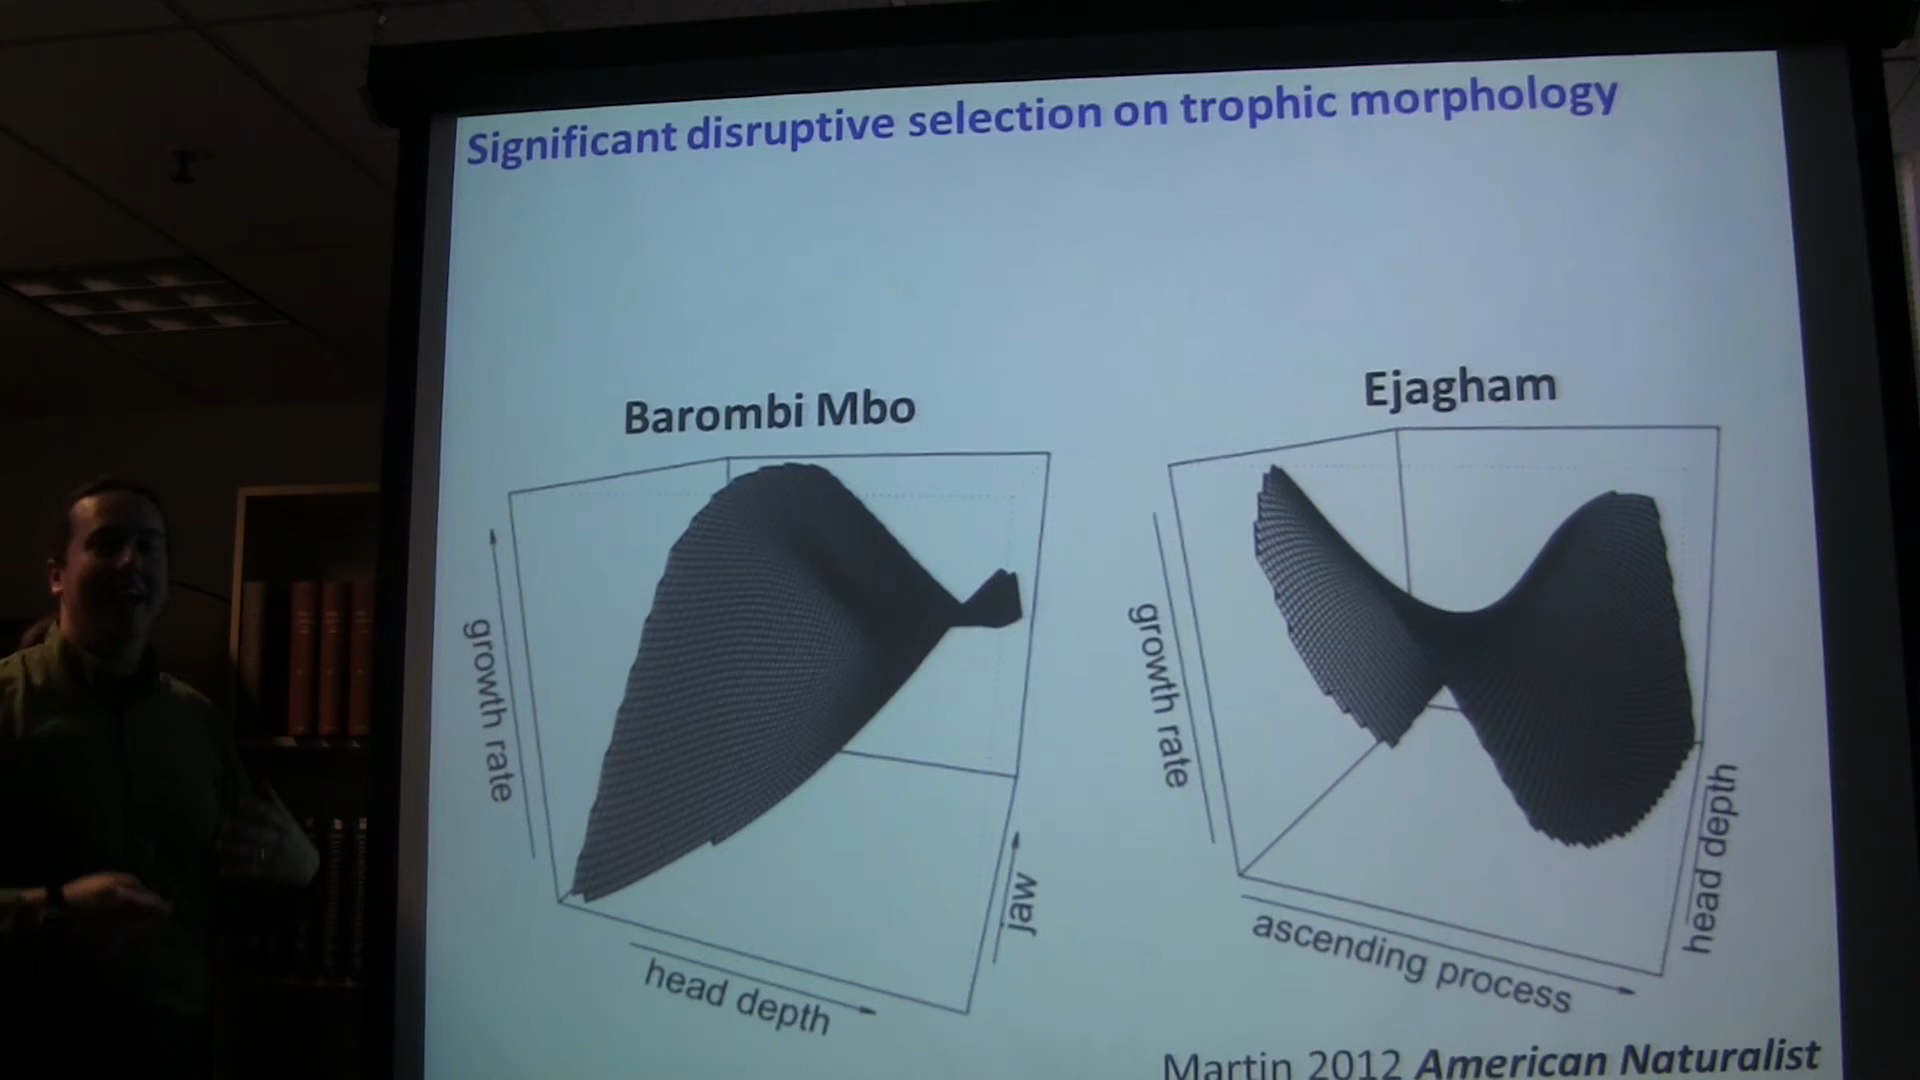 Significant disruptive selection on trophic morphology
Barombi Mbo
Ejagham
growth rate
head depth
jaw
growth rate
ascending process
head depth
Martin 2012 American Naturalist